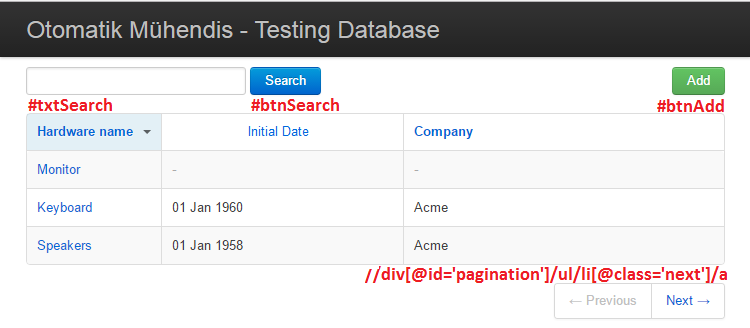 Otomatik Mühendis - Testing Database
Search Add
#txtSearch #btnSearch #btnAdd
Hardware name Initial Date Company
Monitor - -
Keyboard 01 Jan 1960 Acme
Speakers 01 Jan 1958 Acme
//div[@id='pagination']/ul/li[@class='next']/a
← Previous Next →